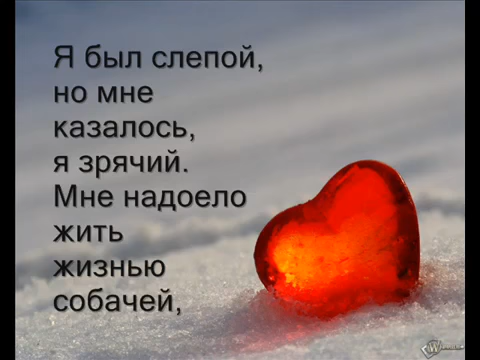 Я был слепой,
но мне
казалось,
я зрячий.
Мне надоело
жить
жизнью
собачей,